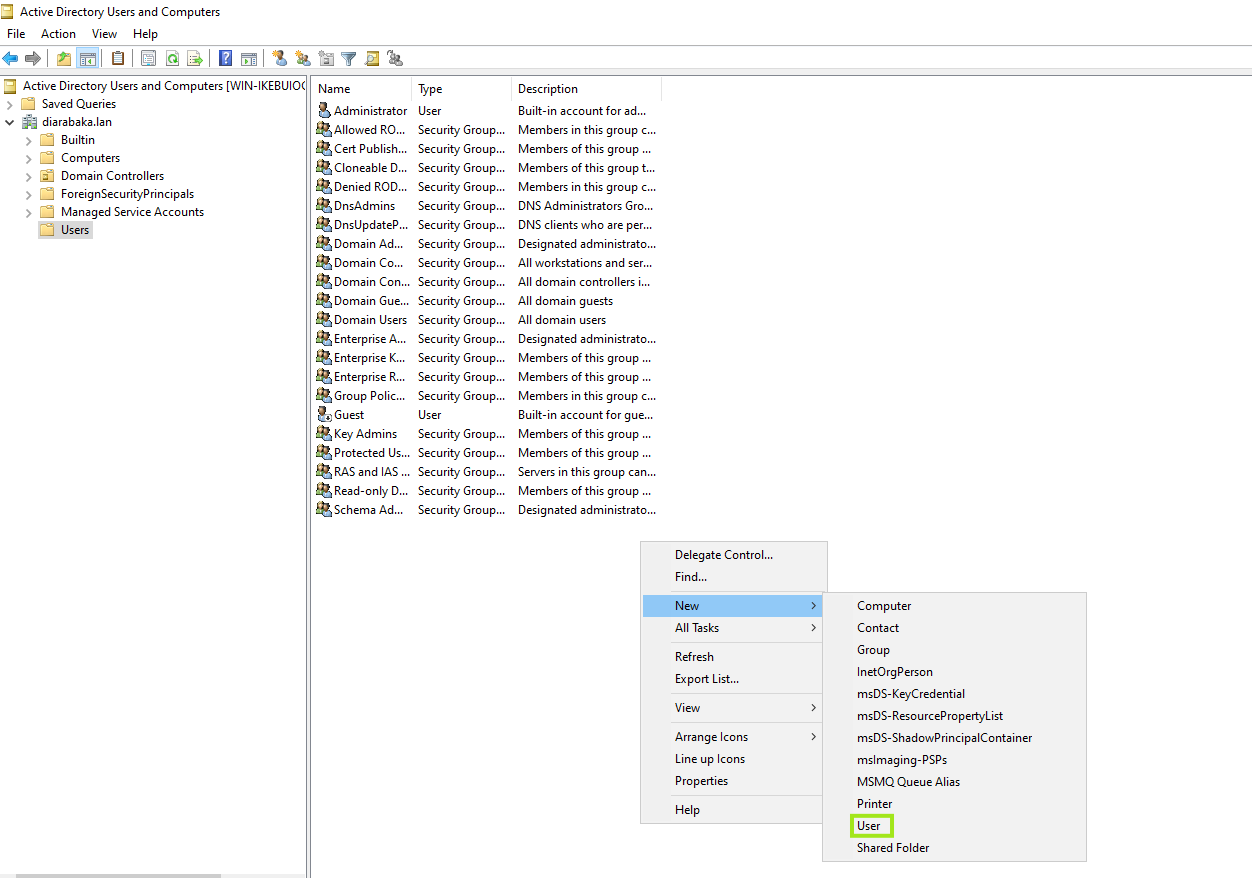 Active Directory Users and Computers
File Action View Help
Active Directory Users and Computers [WIN-IKEBUIO
Saved Queries
diarabaka.lan
Builtin
Computers
Domain Controllers
ForeignSecurityPrincipals
Managed Service Accounts
Users
Name Type Description
Administrator User Built-in account for ad...
Allowed RO... Security Group... Members in this group c...
Cert Publish... Security Group... Members of this group ...
Cloneable D... Security Group... Members of this group t...
Denied ROD... Security Group... Members in this group c...
DnsAdmins Security Group... DNS Administrators Gro...
DnsUpdateP... Security Group... DNS clients who are per...
Domain Ad... Security Group... Designated administrato...
Domain Co... Security Group... All workstations and ser...
Domain Con... Security Group... All domain controllers i...
Domain Gue... Security Group... All domain guests
Domain Users Security Group... All domain users
Enterprise A... Security Group... Designated administrato...
Enterprise K... Security Group... Members of this group ...
Enterprise R... Security Group... Members of this group ...
Group Polic... Security Group... Members in this group c...
Guest User Built-in account for gue...
Key Admins Security Group... Members of this group ...
Protected Us... Security Group... Members of this group ...
RAS and IAS ... Security Group... Servers in this group can...
Read-only D... Security Group... Members of this group ...
Schema Ad... Security Group... Designated administrato...
Delegate Control...
Find...
New
All Tasks
Refresh
Export List...
View
Arrange Icons
Line up Icons
Properties
Help
Computer
Contact
Group
InetOrgPerson
msDS-KeyCredential
msDS-ResourcePropertyList
msDS-ShadowPrincipalContainer
msImaging-PSPs
MSMQ Queue Alias
Printer
User
Shared Folder